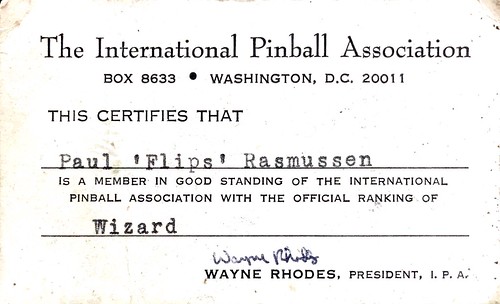 The International Pinball Association
BOX 8633 • WASHINGTON, D.C. 20011
THIS CERTIFIES THAT
Paul 'Flips' Rasmussen
IS A MEMBER IN GOOD STANDING OF THE INTERNATIONAL
PINBALL ASSOCIATION WITH THE OFFICIAL RANKING OF
Wizard
Wayne Rhodes
WAYNE RHODES, PRESIDENT, I. P. A.